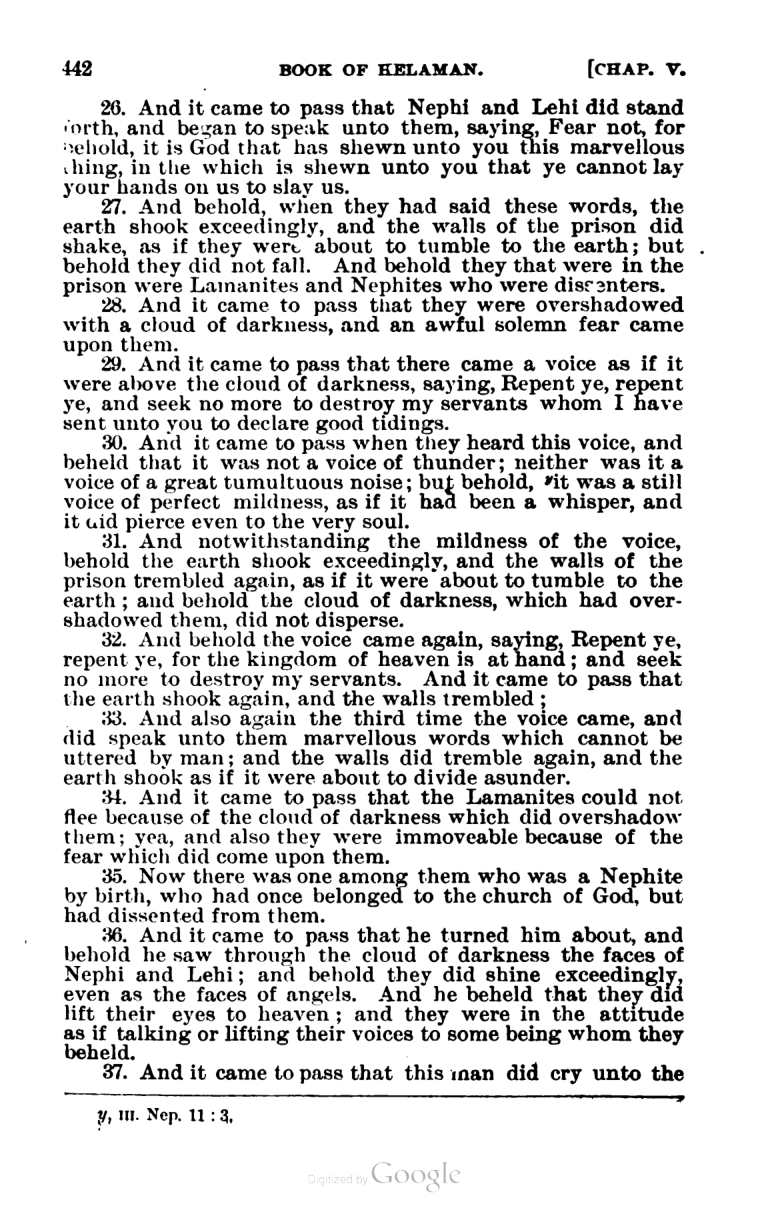 442 BOOK OF HELAMAN. [CHAP. V.
26. And it came to pass that Nephi and Lehi did stand
forth, and began to speak unto them, saying, Fear not, for
behold, it is God that has shewn unto you this marvellous
thing, in the which is shewn unto you that ye cannot lay
your hands on us to slay us.
27. And behold, when they had said these words, the
earth shook exceedingly, and the walls of the prison did
shake, as if they were about to tumble to the earth; but
behold they did not fall. And behold they that were in the
prison were Lamanites and Nephites who were dissenters.
28. And it came to pass that they were overshadowed
with a cloud of darkness, and an awful solemn fear came
upon them.
29. And it came to pass that there came a voice as if it
were above the cloud of darkness, saying, Repent ye, repent
ye, and seek no more to destroy my servants whom I have
sent unto you to declare good tidings.
30. And it came to pass when they heard this voice, and
beheld that it was not a voice of thunder; neither was it a
voice of a great tumultuous noise; but behold, yit was a still
voice of perfect mildness, as if it had been a whisper, and
it did pierce even to the very soul.
31. And notwithstanding the mildness of the voice,
behold the earth shook exceedingly, and the walls of the
prison trembled again, as if it were about to tumble to the
earth; and behold the cloud of darkness, which had over-
shadowed them, did not disperse.
32. And behold the voice came again, saying, Repent ye,
repent ye, for the kingdom of heaven is at hand; and seek
no more to destroy my servants. And it came to pass that
the earth shook again, and the walls trembled;
33. And also again the third time the voice came, and
did speak unto them marvellous words which cannot be
uttered by man; and the walls did tremble again, and the
earth shook as if it were about to divide asunder.
34. And it came to pass that the Lamanites could not
flee because of the cloud of darkness which did overshadow
them; yea, and also they were immoveable because of the
fear which did come upon them.
35. Now there was one among them who was a Nephite
by birth, who had once belonged to the church of God, but
had dissented from them.
36. And it came to pass that he turned him about, and
behold he saw through the cloud of darkness the faces of
Nephi and Lehi; and behold they did shine exceedingly,
even as the faces of angels. And he beheld that they did
lift their eyes to heaven; and they were in the attitude
as if talking or lifting their voices to some being whom they
beheld.
37. And it came to pass that this man did cry unto the
y, III. Nep. 11:3.
Digitized by Google